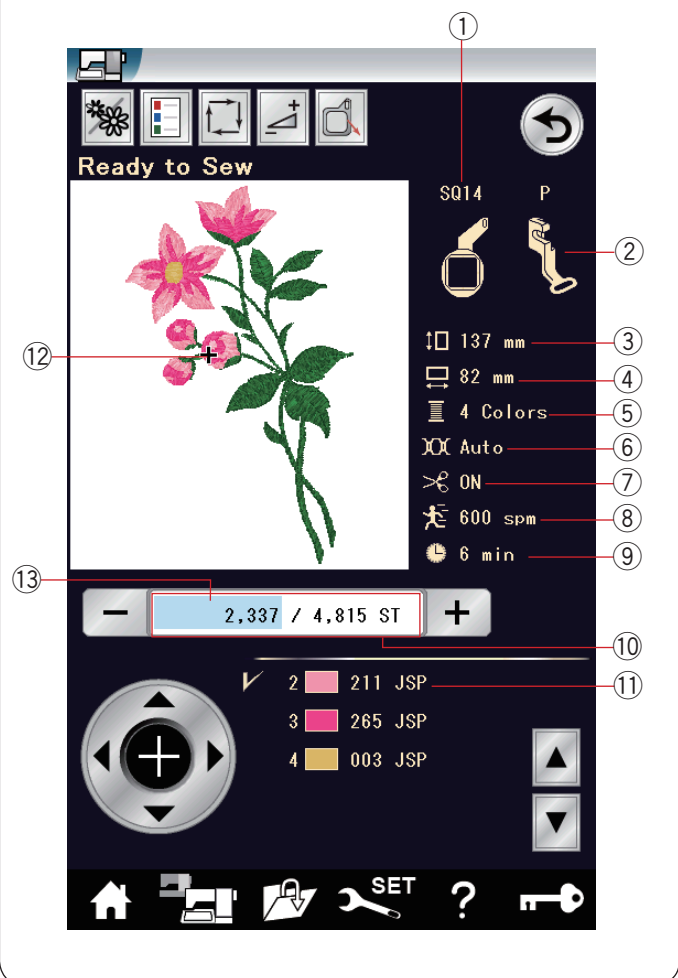 ①
Ready to Sew
SQ14 P
②
③ 137 mm
⑫
④ 82 mm
⑤ 4 Colors
⑥ Auto
⑦ ON
⑧ 600 spm
⑨ 6 min
⑬
− 2,337 / 4,815 ST +
⑩
2 211 JSP ⑪
3 265 JSP
4 003 JSP
SET ?